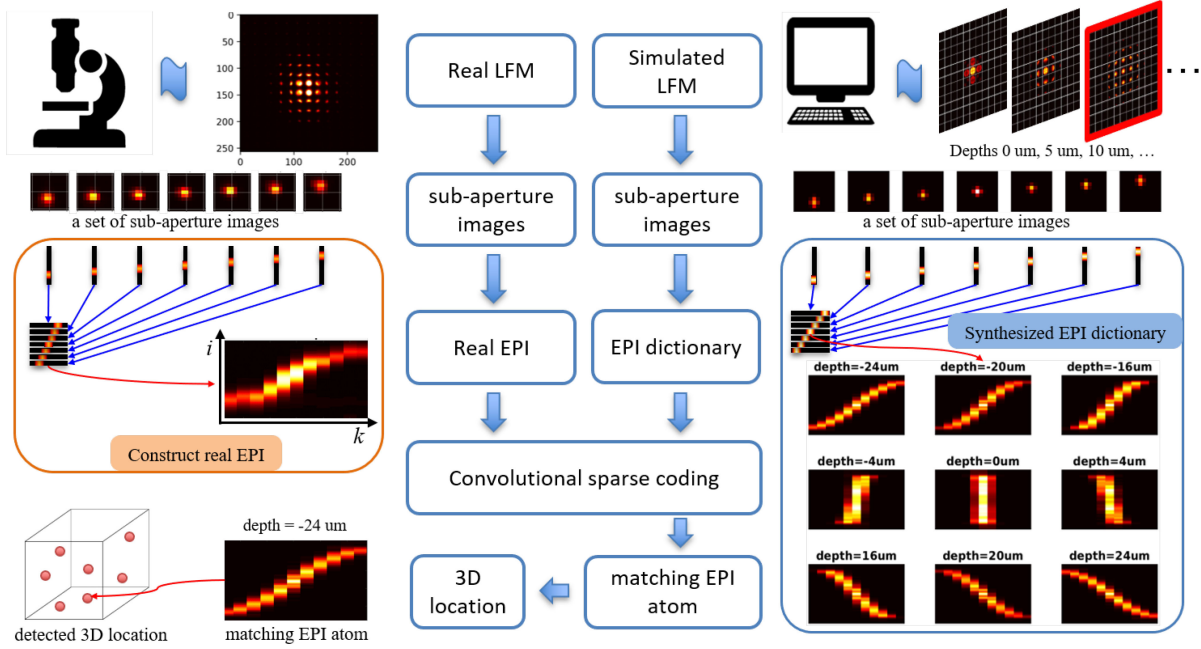 0
50
100
150
200
250
0
100
200
Real LFM
Simulated
LFM
Depths 0 um, 5 um, 10 um, …
...
a set of sub-aperture images
sub-aperture
images
sub-aperture
images
a set of sub-aperture images
i
k
Construct real EPI
Real EPI
EPI dictionary
Synthesized EPI dictionary
depth=-24um
depth=-20um
depth=-16um
depth=-4um
depth=0um
depth=4um
depth=16um
depth=20um
depth=24um
Convolutional sparse coding
matching EPI
atom
3D
location
depth = -24 um
matching EPI atom
detected 3D location